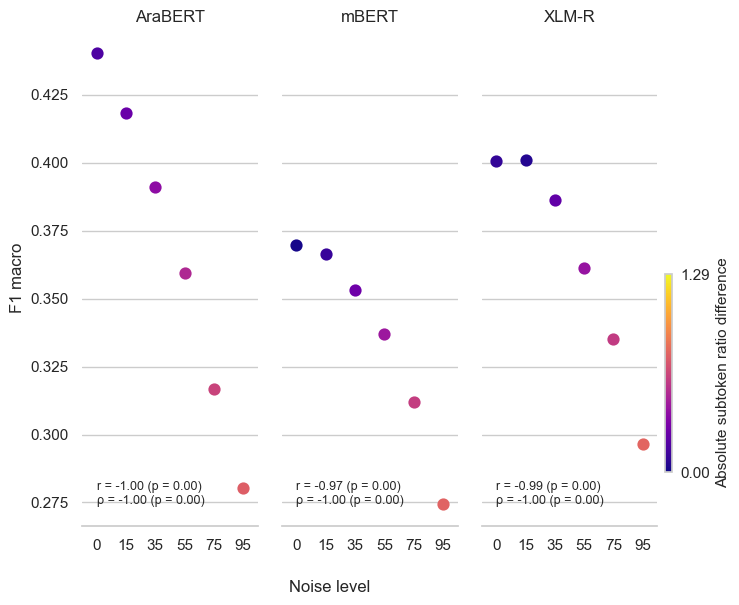 AraBERT
mBERT
XLM-R
F1 macro
0.425
0.400
0.375
0.350
0.325
0.300
0.275
r = -1.00 (p = 0.00)
ρ = -1.00 (p = 0.00)
r = -0.97 (p = 0.00)
ρ = -1.00 (p = 0.00)
r = -0.99 (p = 0.00)
ρ = -1.00 (p = 0.00)
0 15 35 55 75 95
0 15 35 55 75 95
0 15 35 55 75 95
Noise level
1.29
0.00
Absolute subtoken ratio difference